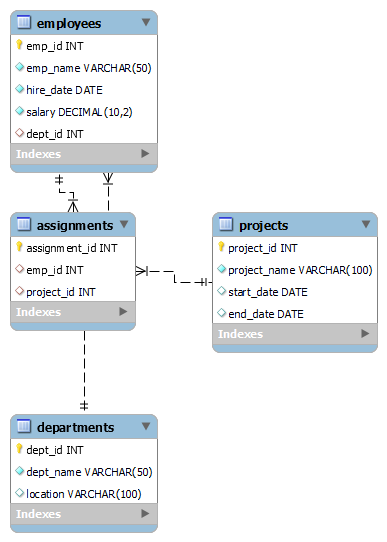 employees
emp_id INT
emp_name VARCHAR(50)
hire_date DATE
salary DECIMAL(10,2)
dept_id INT
Indexes
assignments
assignment_id INT
emp_id INT
project_id INT
Indexes
projects
project_id INT
project_name VARCHAR(100)
start_date DATE
end_date DATE
Indexes
departments
dept_id INT
dept_name VARCHAR(50)
location VARCHAR(100)
Indexes